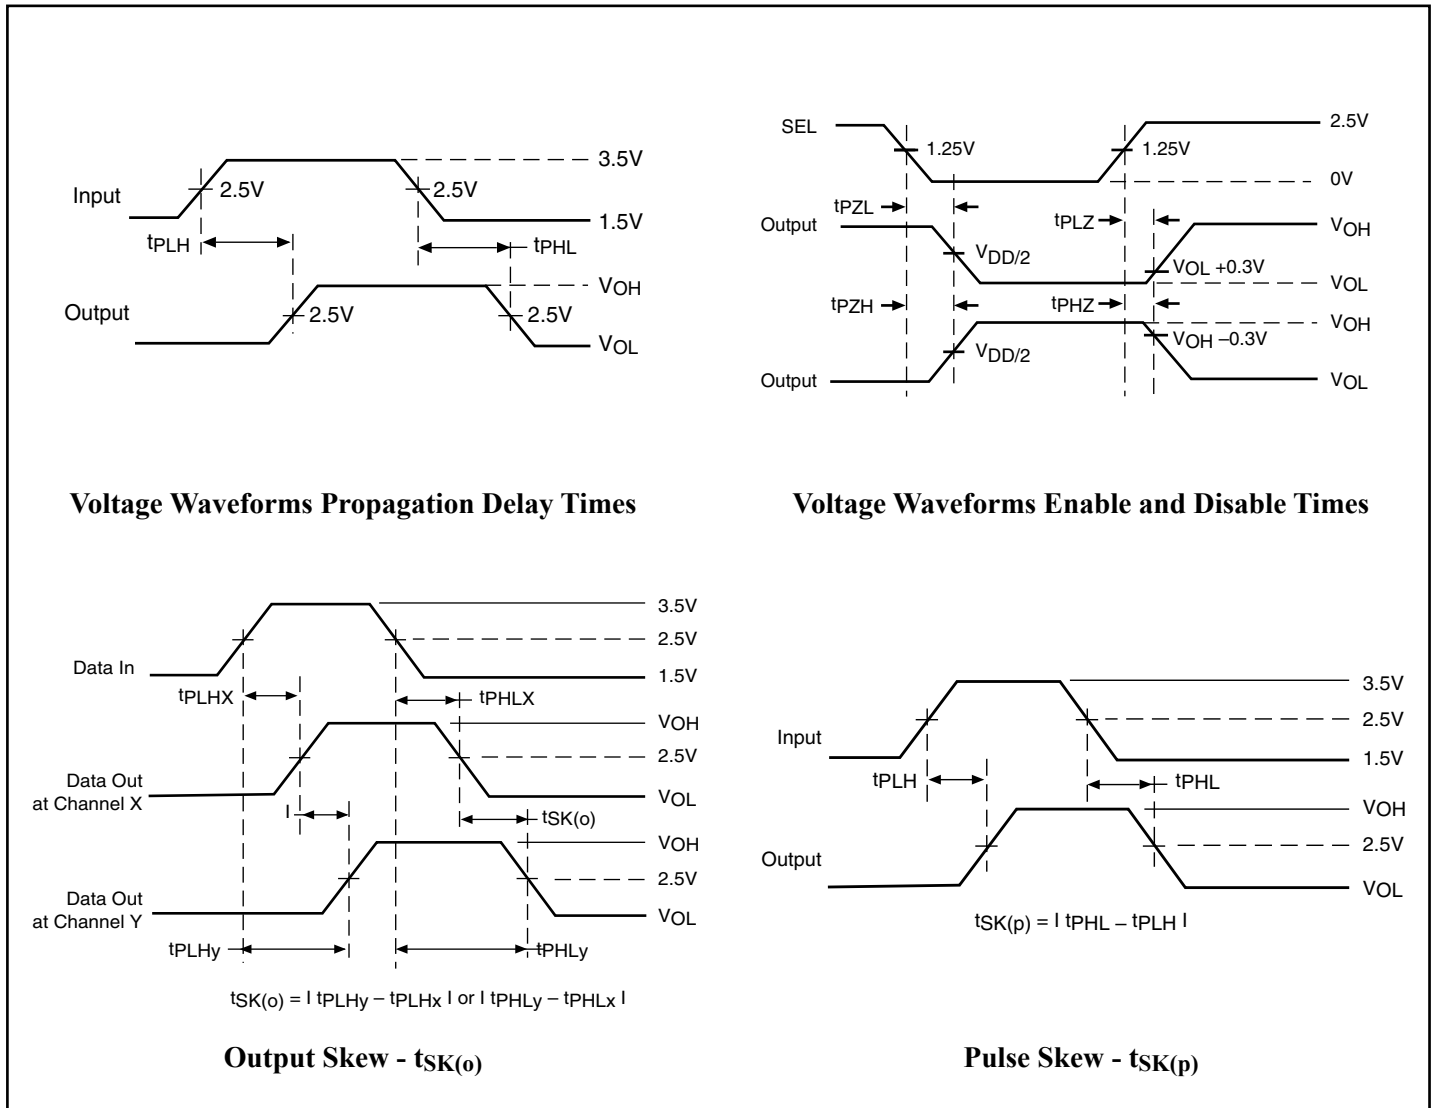 3.5V
2.5V
2.5V
Input
1.5V
tPLH
tPHL
VOH
Output
2.5V
2.5V
VOL
Voltage Waveforms Propagation Delay Times
SEL
2.5V
1.25V
1.25V
0V
tPZL
tPLZ
Output
VOH
VDD/2
VOL +0.3V
VOL
tPZH
tPHZ
VOH
VDD/2
VOH –0.3V
Output
VOL
Voltage Waveforms Enable and Disable Times
3.5V
2.5V
Data In
1.5V
tPLHX
tPHLX
VOH
2.5V
Data Out
at Channel X
VOL
I
tSK(o)
VOH
2.5V
Data Out
at Channel Y
VOL
tPLHy
tPHLy
tSK(o) = I tPLHy – tPLHx I or I tPHLy – tPHLx I
Output Skew - tSK(o)
3.5V
2.5V
Input
1.5V
tPLH
tPHL
VOH
2.5V
Output
VOL
tSK(p) = I tPHL – tPLH I
Pulse Skew - tSK(p)